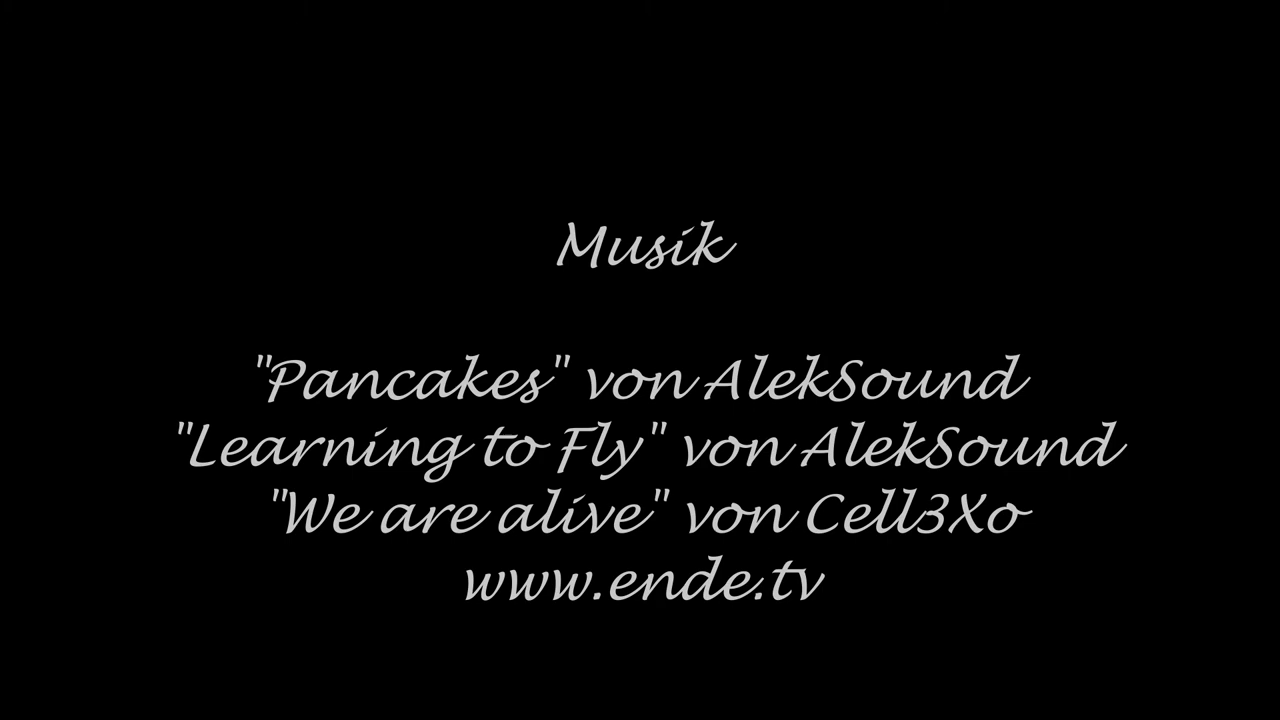 Musik
"Pancakes" von AlekSound
"Learning to Fly" von AlekSound
"We are alive" von Cell3Xo
www.ende.tv